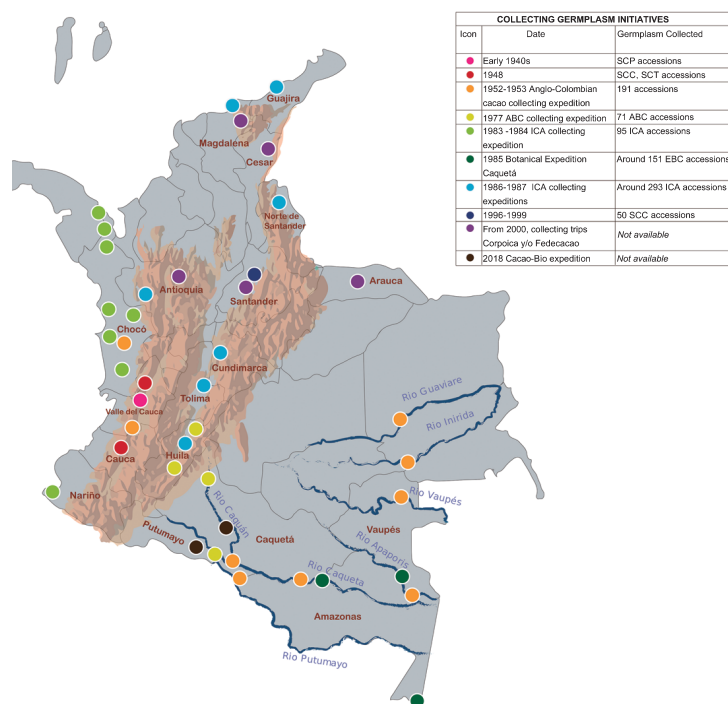 COLLECTING GERMPLASM INITIATIVES
Icon Date Germplasm Collected
Early 1940s SCP accessions
1948 SCC, SCT accessions
1952-1953 Anglo-Colombian 191 accessions
cacao collecting expedition
1977 ABC collecting expedition 71 ABC accessions
1983 -1984 ICA collecting 95 ICA accessions
expedition
1985 Botanical Expedition Around 151 EBC accessions
Caquetá
1986-1987 ICA collecting Around 293 ICA accessions
expeditions
1996-1999 50 SCC accessions
From 2000, collecting trips Not available
Corpoica y/o Fedecacao
2018 Cacao-Bio expedition Not available
Guajira
Magdalena
Cesar
Norte de
Santander
Antioquia
Santander
Arauca
Chocò
Cundimarca
Rio Guaviare
Tolima
Valle del Cauca
Rio Inirida
Cauca
Huila
Nariño
Rio Vaupés
Rio Caguán
Putumayo
Caquetá
Vaupés
Rio Apaporis
Rio Caqueta
Amazonas
Rio Putumayo